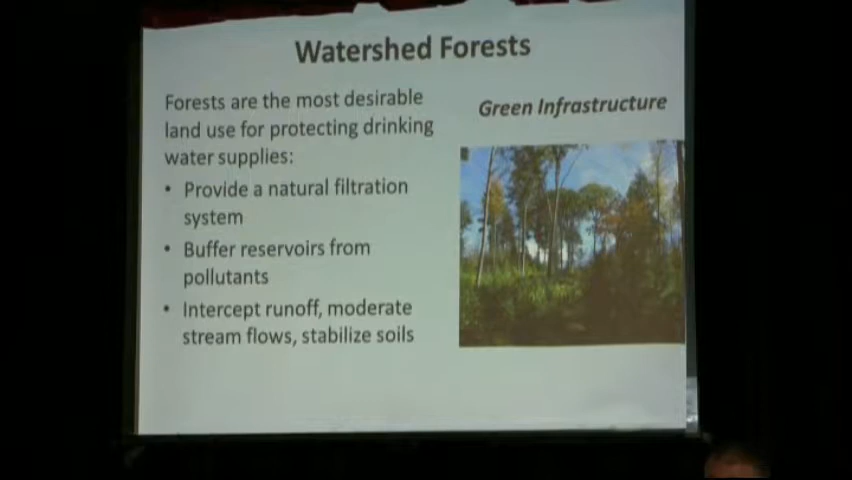 Watershed Forests
Forests are the most desirable
land use for protecting drinking
water supplies:
• Provide a natural filtration
system
• Buffer reservoirs from
pollutants
• Intercept runoff, moderate
stream flows, stabilize soils
Green Infrastructure